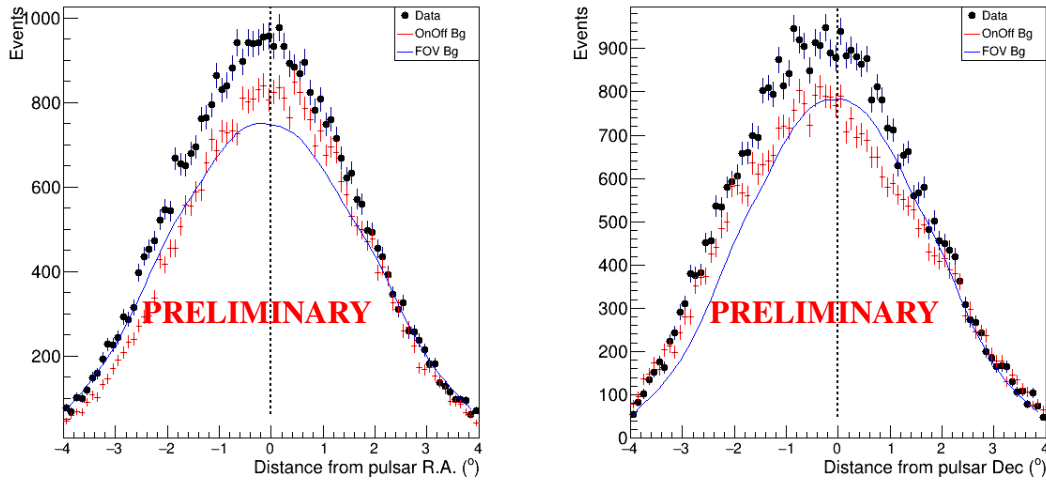 Events
1000
800
600
400
200
Data
OnOff Bg
FOV Bg
PRELIMINARY
−4 −3 −2 −1 0 1 2 3 4
Distance from pulsar R.A. (°)
Events
900
800
700
600
500
400
300
200
100
0
Data
OnOff Bg
FOV Bg
PRELIMINARY
−4 −3 −2 −1 0 1 2 3 4
Distance from pulsar Dec (°)